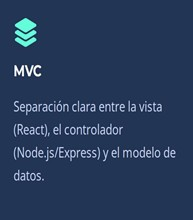 MVC
Separación clara entre la vista
(React), el controlador
(Node.js/Express) y el modelo de
datos.